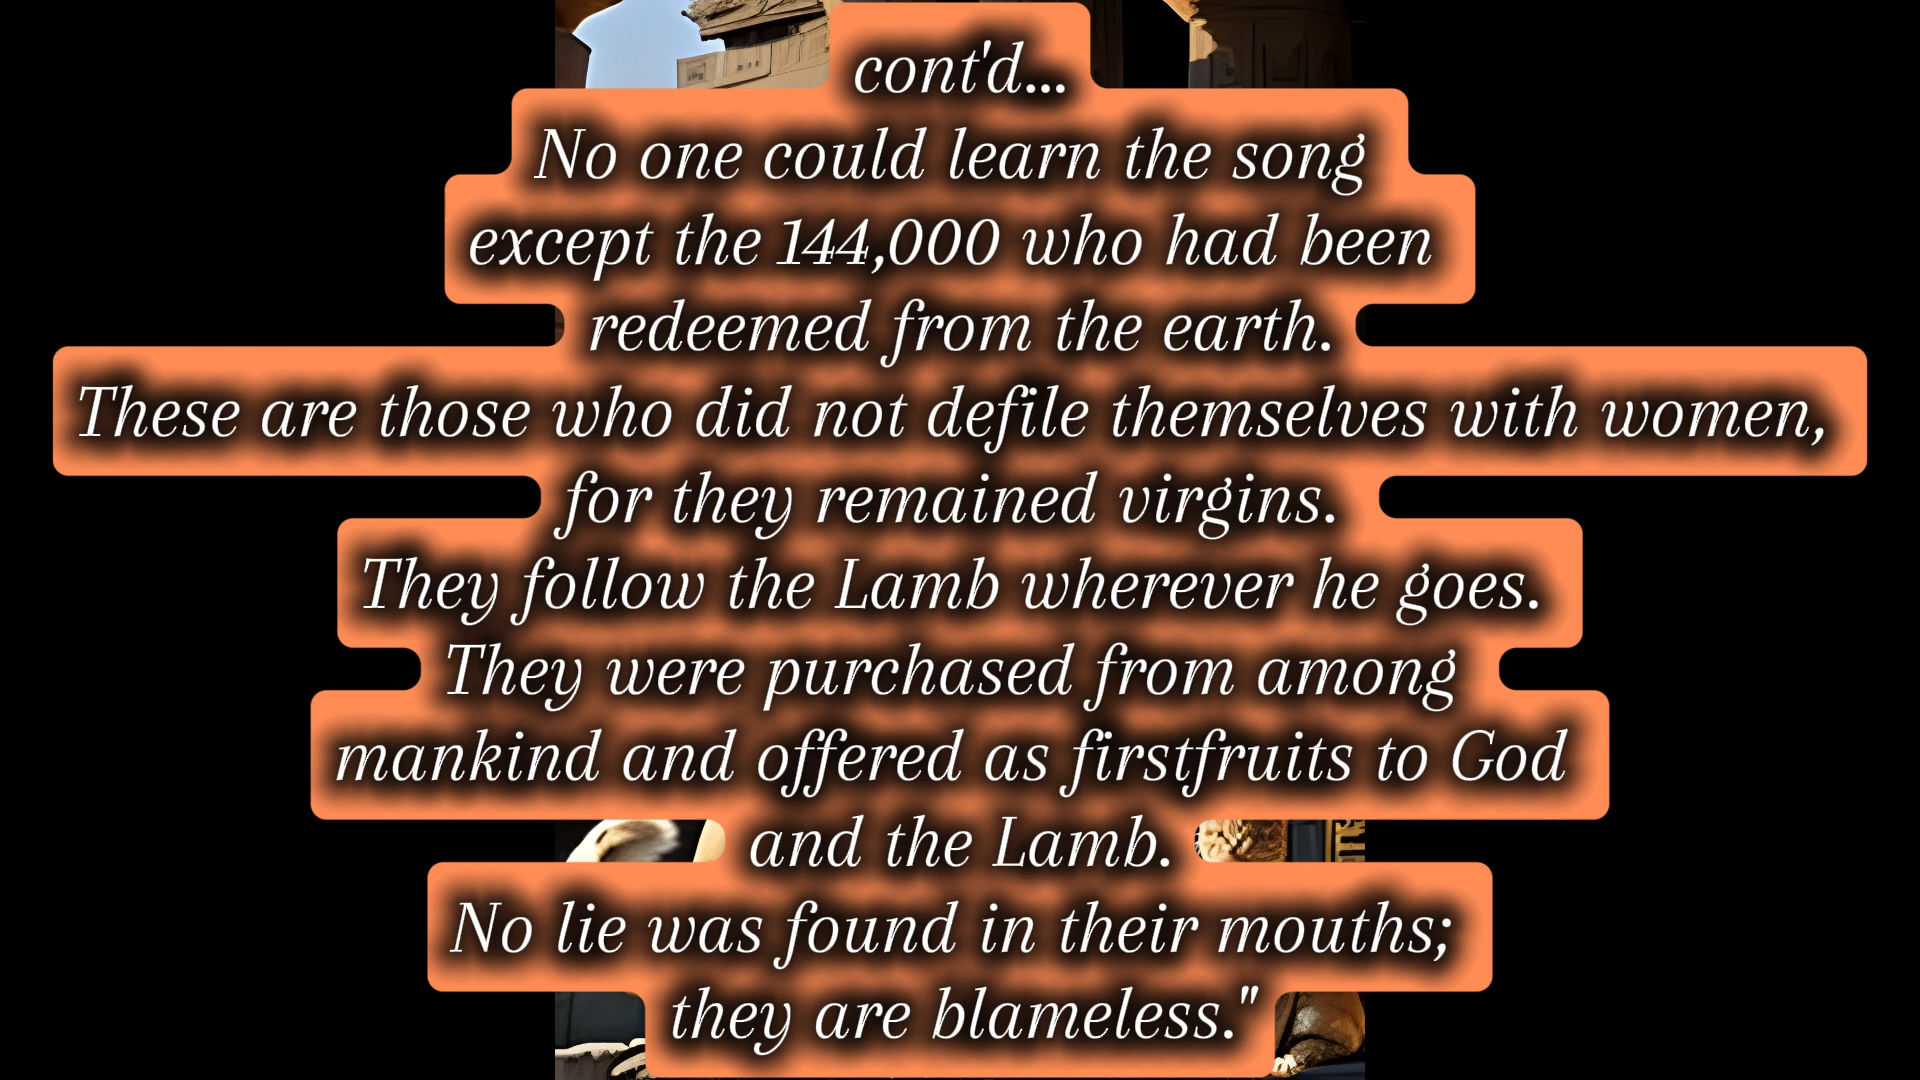 cont'd...
No one could learn the song
except the 144,000 who had been
redeemed from the earth.
These are those who did not defile themselves with women,
for they remained virgins.
They follow the Lamb wherever he goes.
They were purchased from among
mankind and offered as firstfruits to God
and the Lamb.
No lie was found in their mouths;
they are blameless."